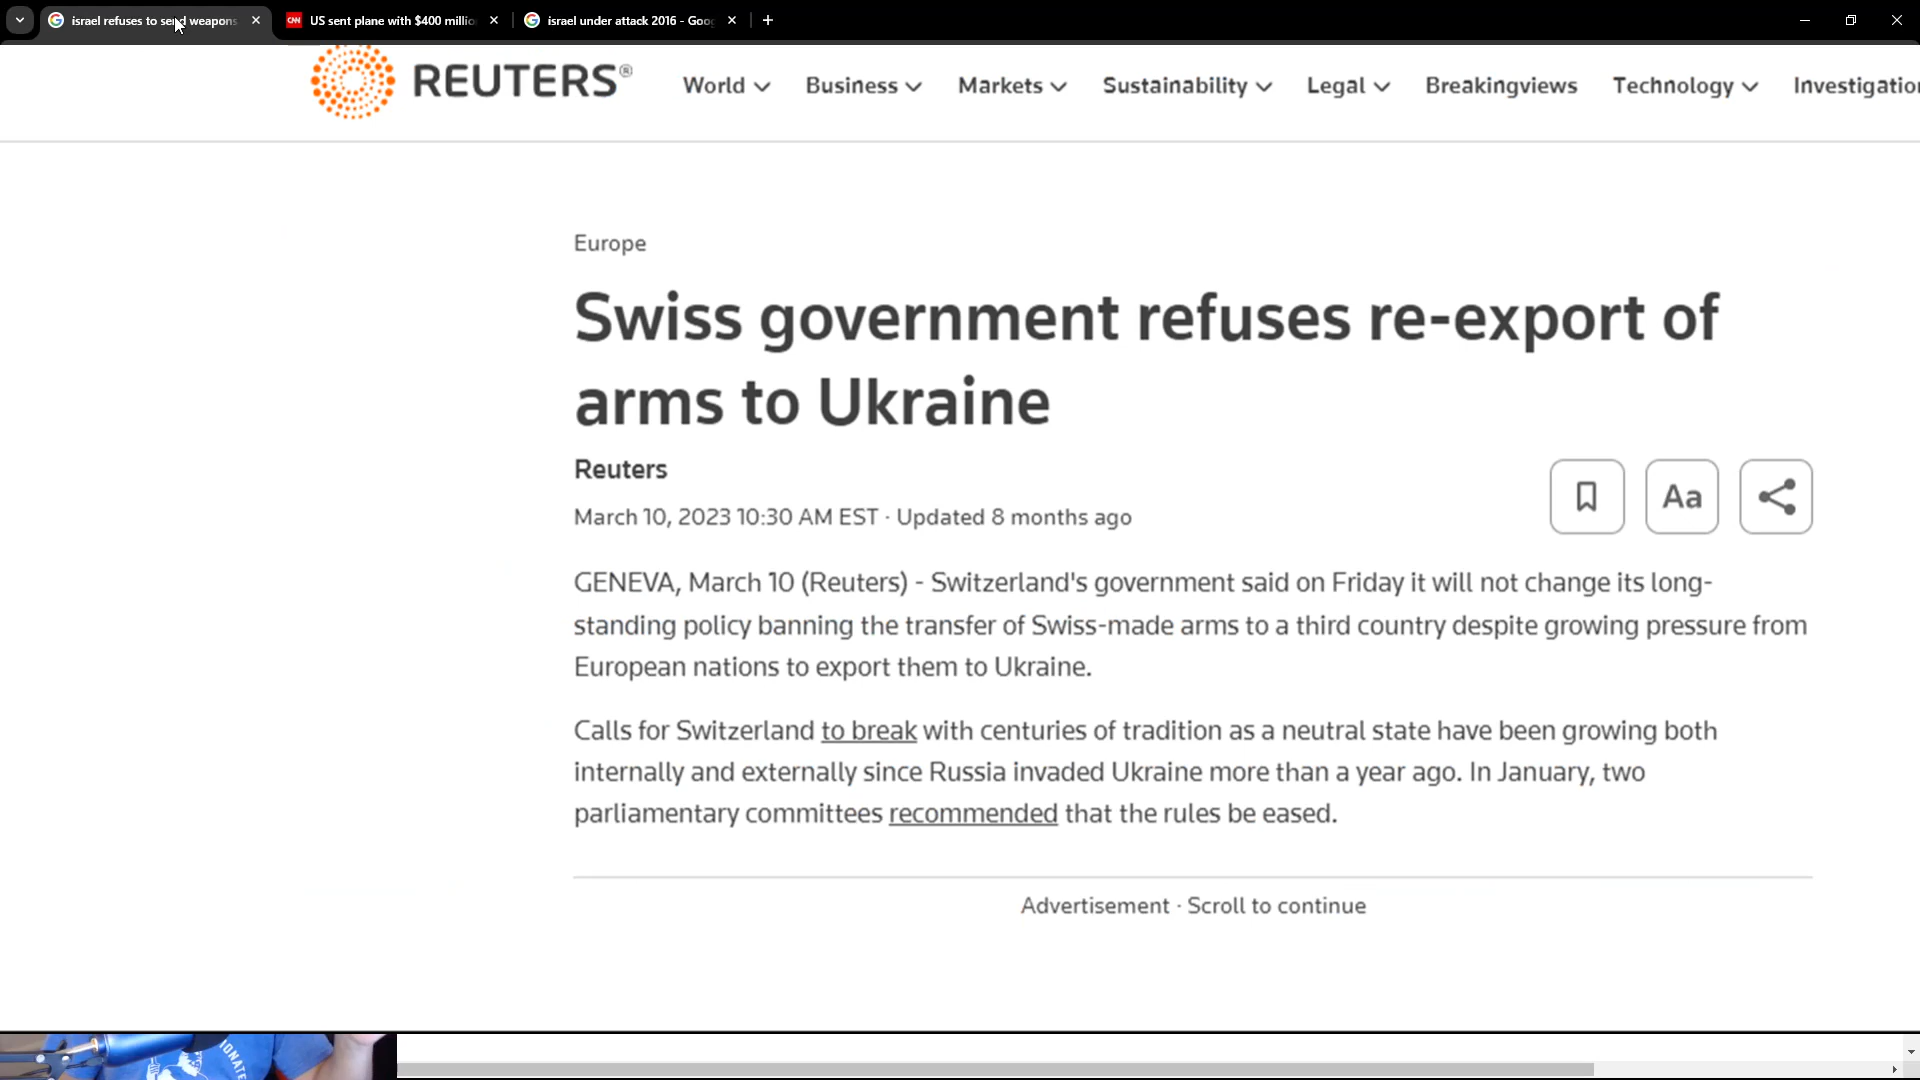 israel refuses to send weapons
US sent plane with $400 millio
israel under attack 2016 - Goo
REUTERS®
World
Business
Markets
Sustainability
Legal
Breakingviews
Technology
Investigation
Europe
Swiss government refuses re-export of
arms to Ukraine
Reuters
March 10, 2023 10:30 AM EST · Updated 8 months ago
Aa
GENEVA, March 10 (Reuters) - Switzerland's government said on Friday it will not change its long-
standing policy banning the transfer of Swiss-made arms to a third country despite growing pressure from
European nations to export them to Ukraine.
Calls for Switzerland to break with centuries of tradition as a neutral state have been growing both
internally and externally since Russia invaded Ukraine more than a year ago. In January, two
parliamentary committees recommended that the rules be eased.
Advertisement · Scroll to continue